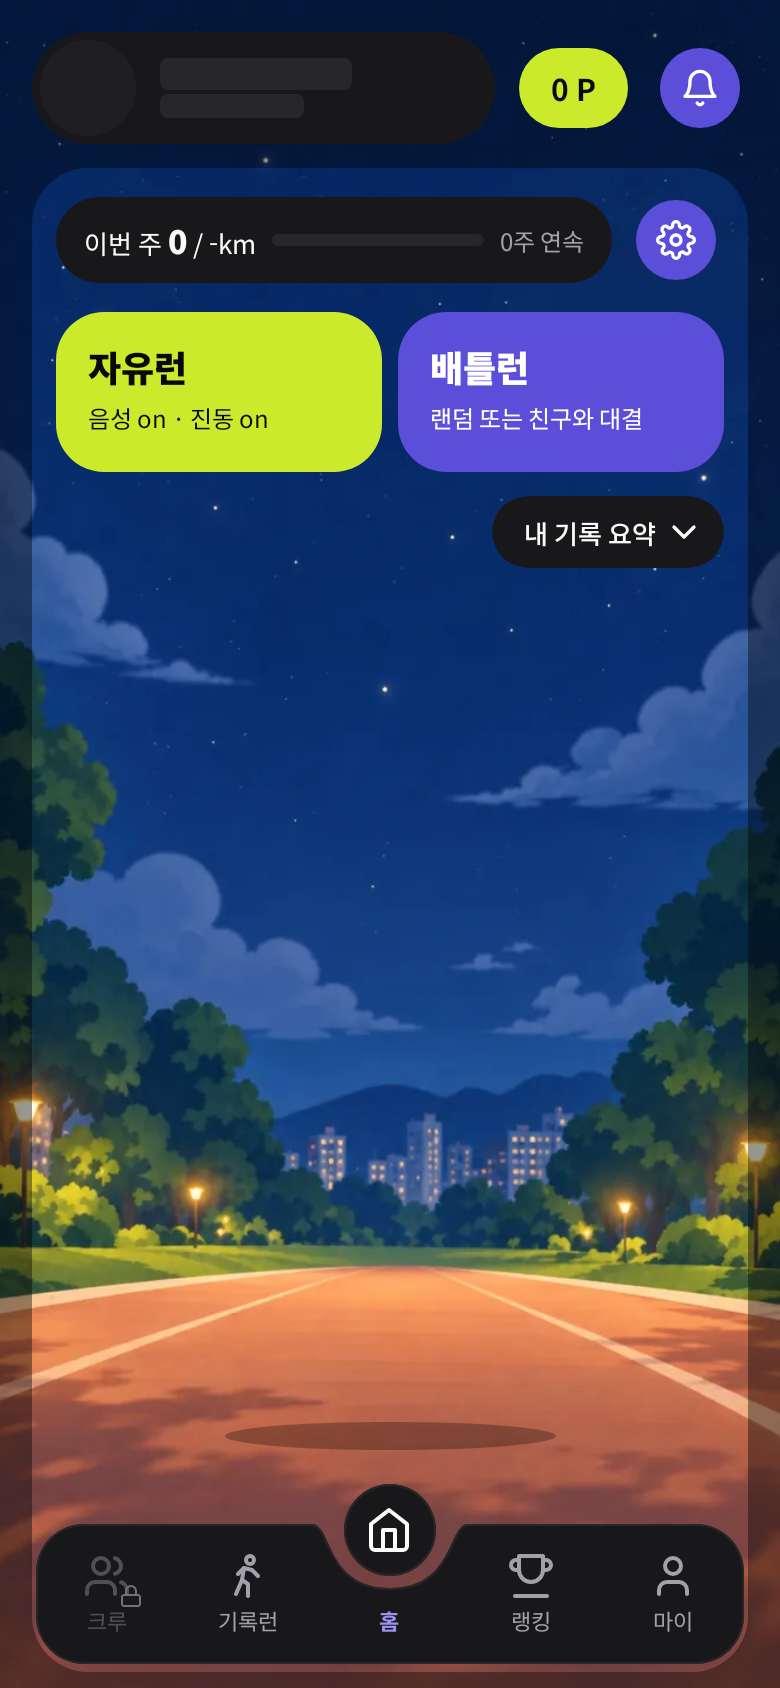 0 P
이번 주 0 / -km 0주 연속
자유런
음성 on · 진동 on
배틀런
랜덤 또는 친구와 대결
내 기록 요약
크루 기록런 홈 랭킹 마이